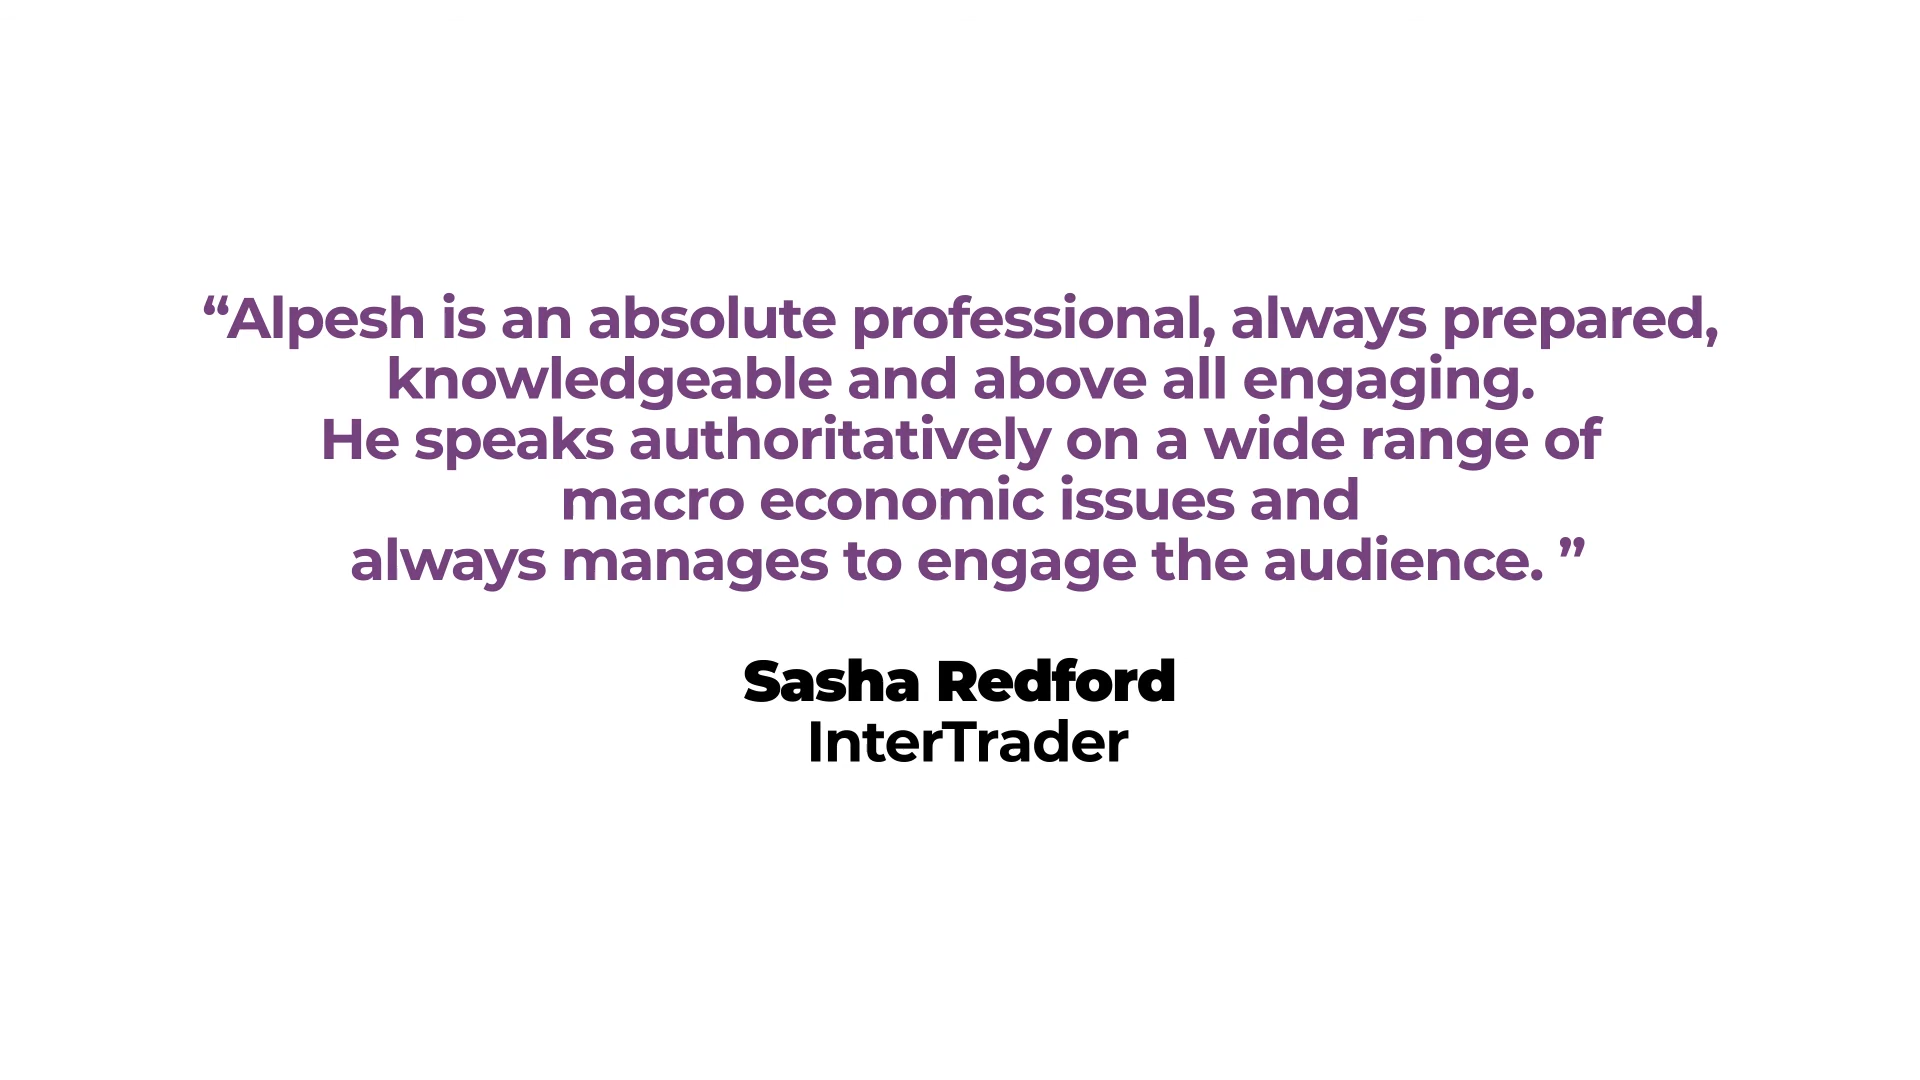 “Alpesh is an absolute professional, always prepared,
knowledgeable and above all engaging.
He speaks authoritatively on a wide range of
macro economic issues and
always manages to engage the audience. ”
Sasha Redford
InterTrader